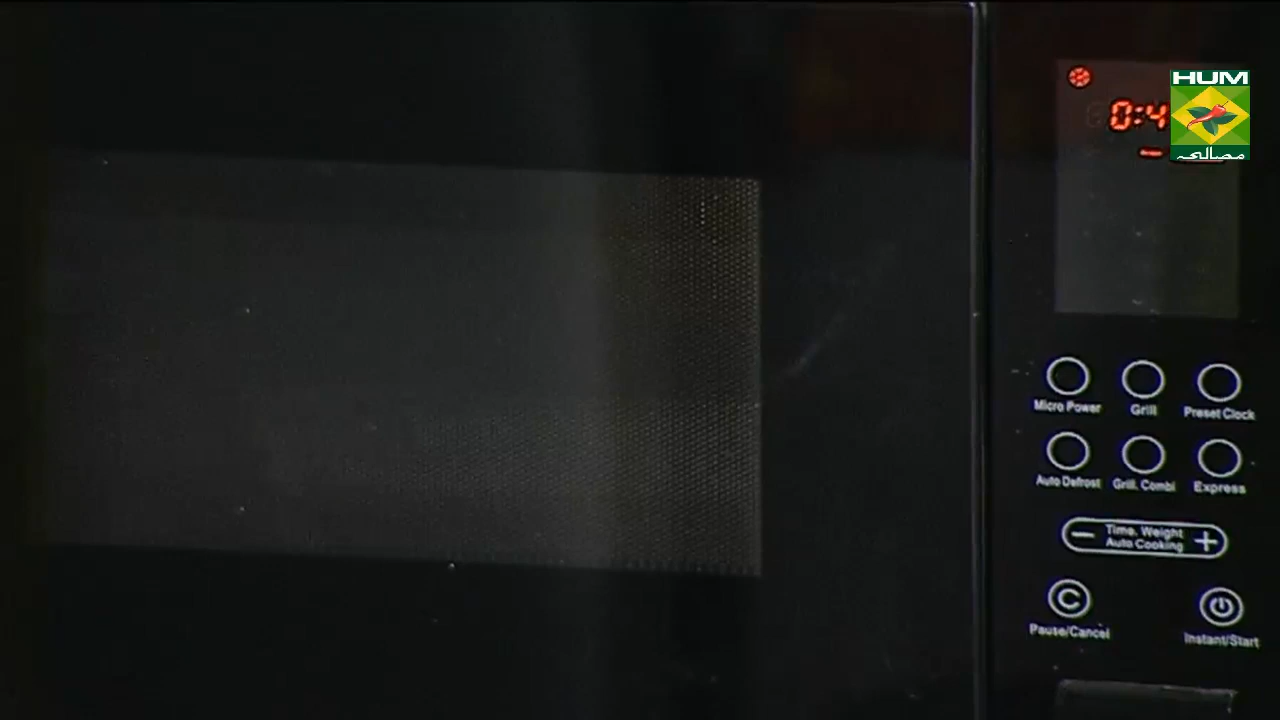 HUM
مصالحہ
0:4
Micro Power
Grill
Preset Clock
Auto Defrost
Grill. Combi
Express
Time. Weight
Auto Cooking
C
Pause/Cancel
Instant/Start